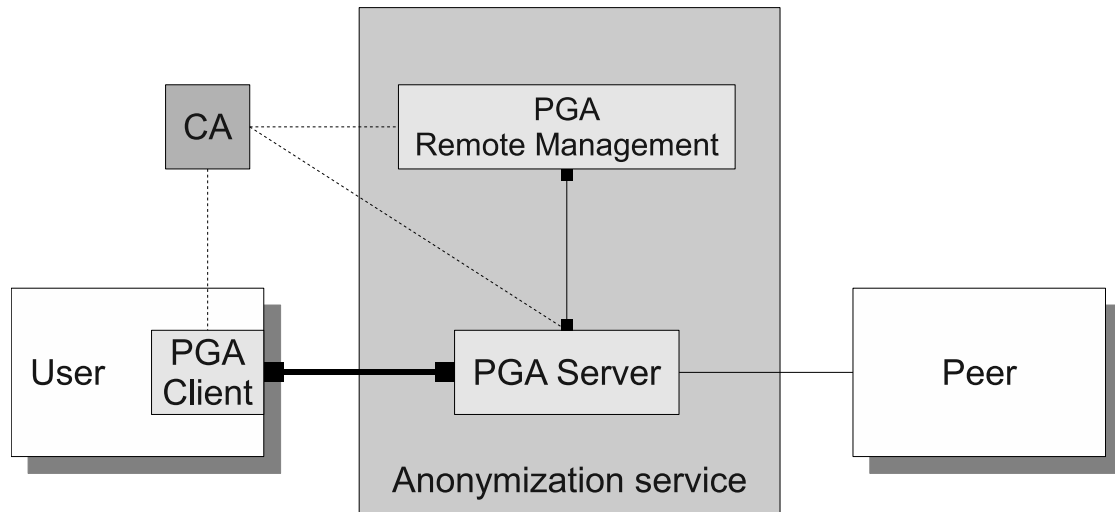 CA
PGA
Remote Management
User
PGA
Client
PGA Server
Peer
Anonymization service